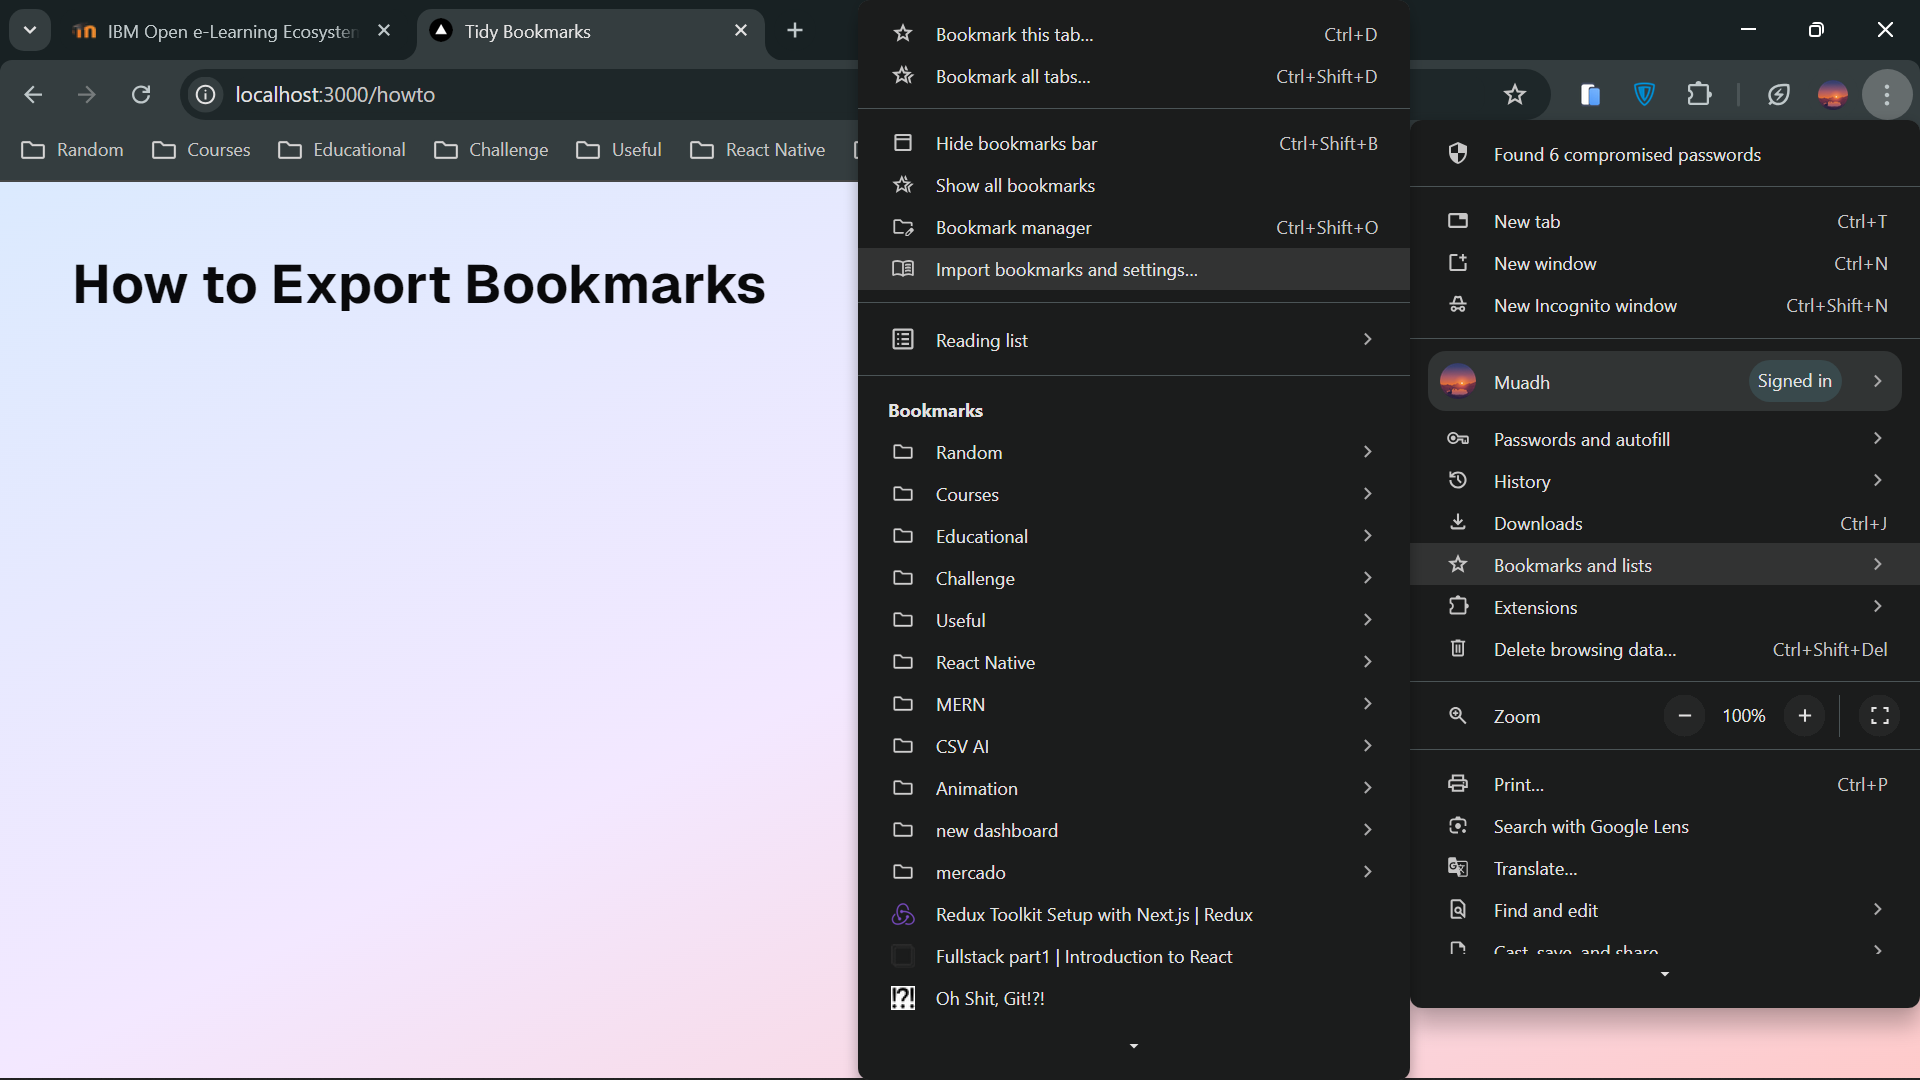 IBM Open e-Learning Ecosystem
Tidy Bookmarks
localhost:3000/howto
Random
Courses
Educational
Challenge
Useful
React Native
How to Export Bookmarks
Bookmark this tab... Ctrl+D
Bookmark all tabs... Ctrl+Shift+D
Hide bookmarks bar Ctrl+Shift+B
Show all bookmarks
Bookmark manager Ctrl+Shift+O
Import bookmarks and settings...
Reading list
Bookmarks
Random
Courses
Educational
Challenge
Useful
React Native
MERN
CSV AI
Animation
new dashboard
mercado
Redux Toolkit Setup with Next.js | Redux
Fullstack part1 | Introduction to React
Oh Shit, Git!?!
Found 6 compromised passwords
New tab Ctrl+T
New window Ctrl+N
New Incognito window Ctrl+Shift+N
Muadh Signed in
Passwords and autofill
History
Downloads Ctrl+J
Bookmarks and lists
Extensions
Delete browsing data... Ctrl+Shift+Del
Zoom 100%
Print... Ctrl+P
Search with Google Lens
Translate...
Find and edit
Cast, save, and share